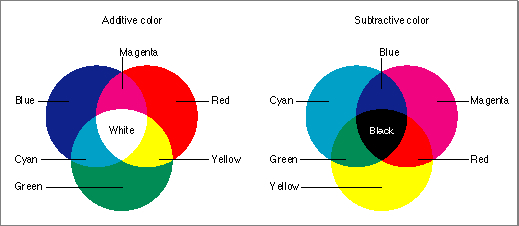 Additive color
Magenta
Blue
Red
White
Cyan
Yellow
Green
Subtractive color
Blue
Cyan
Magenta
Black
Green
Red
Yellow